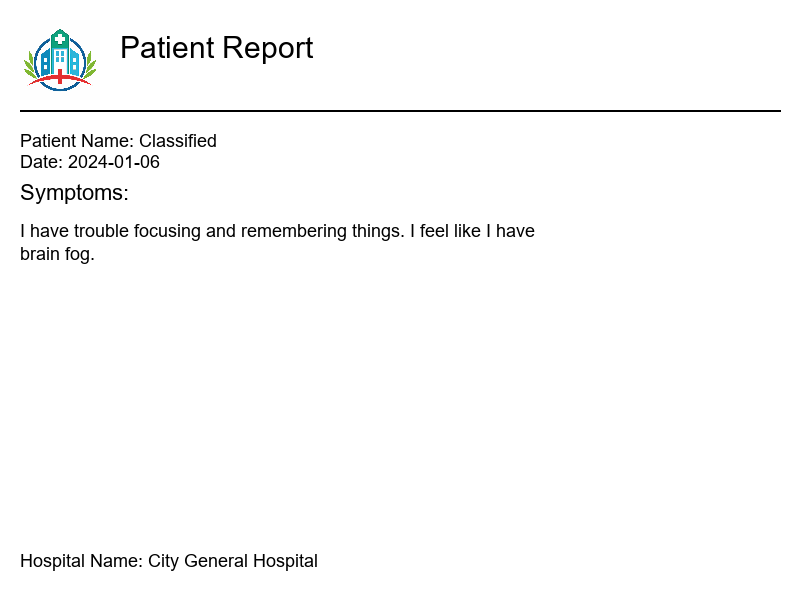 Patient Report
Patient Name: Classified
Date: 2024-01-06
Symptoms:
I have trouble focusing and remembering things. I feel like I have
brain fog.
Hospital Name: City General Hospital